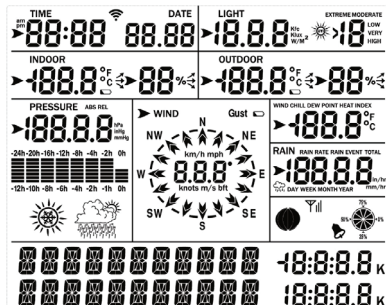 TIME DATE LIGHT EXTREME MODERATE
am
pm
88:88 88.88 18.8.8 18
Kfc
Klux
W/M²
LOW
VERY
HIGH
INDOOR OUTDOOR
-188.8 °F °C 88% -188.8 °F °C 88%
PRESSURE ABS REL
-188.8.8
hPa
inHg
mmHg
WIND Gust
WIND CHILL DEW POINT HEAT INDEX
-188.8 °F °C
-24h -20h -16h -12h -8h -4h -2h 0h
-12h -10h -8h -6h -4h -2h -1h 0h
N
NW NE
W E
SW SE
S
km/h mph
8.8.8
knots m/s bft
RAIN RAIN RATE RAIN EVENT TOTAL
18.8.8.8
in/hr
mm/hr
DAY WEEK MONTH YEAR
-18:8:8.8 K
-18:8:8.8 K